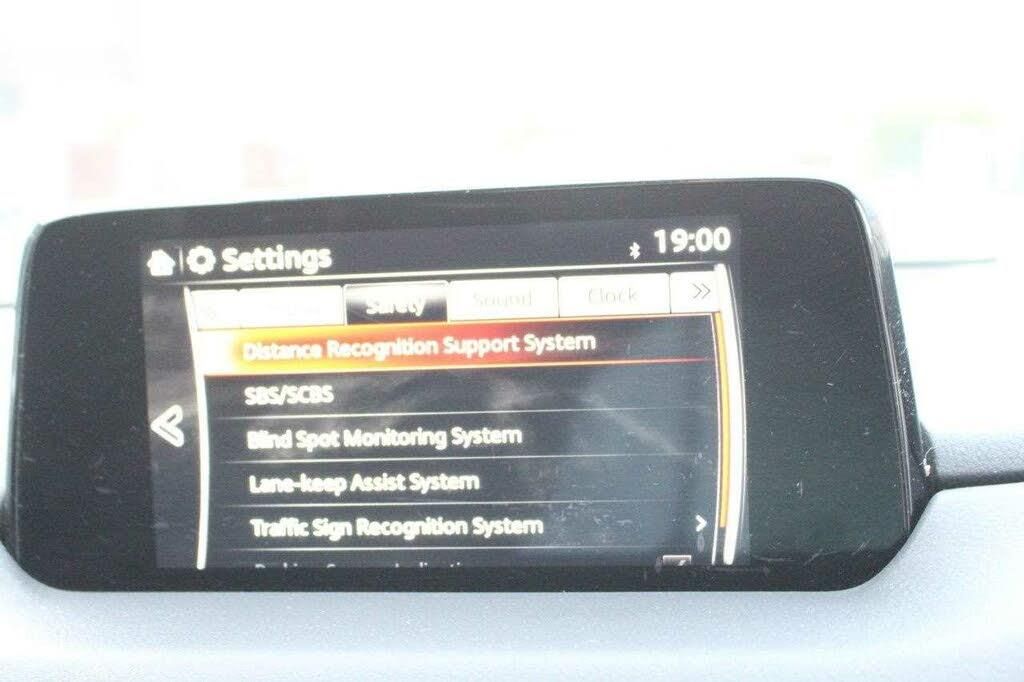 Settings
19:00
Safety Sound Clock
Distance Recognition Support System
SBS/SCBS
Blind Spot Monitoring System
Lane-keep Assist System
Traffic Sign Recognition System